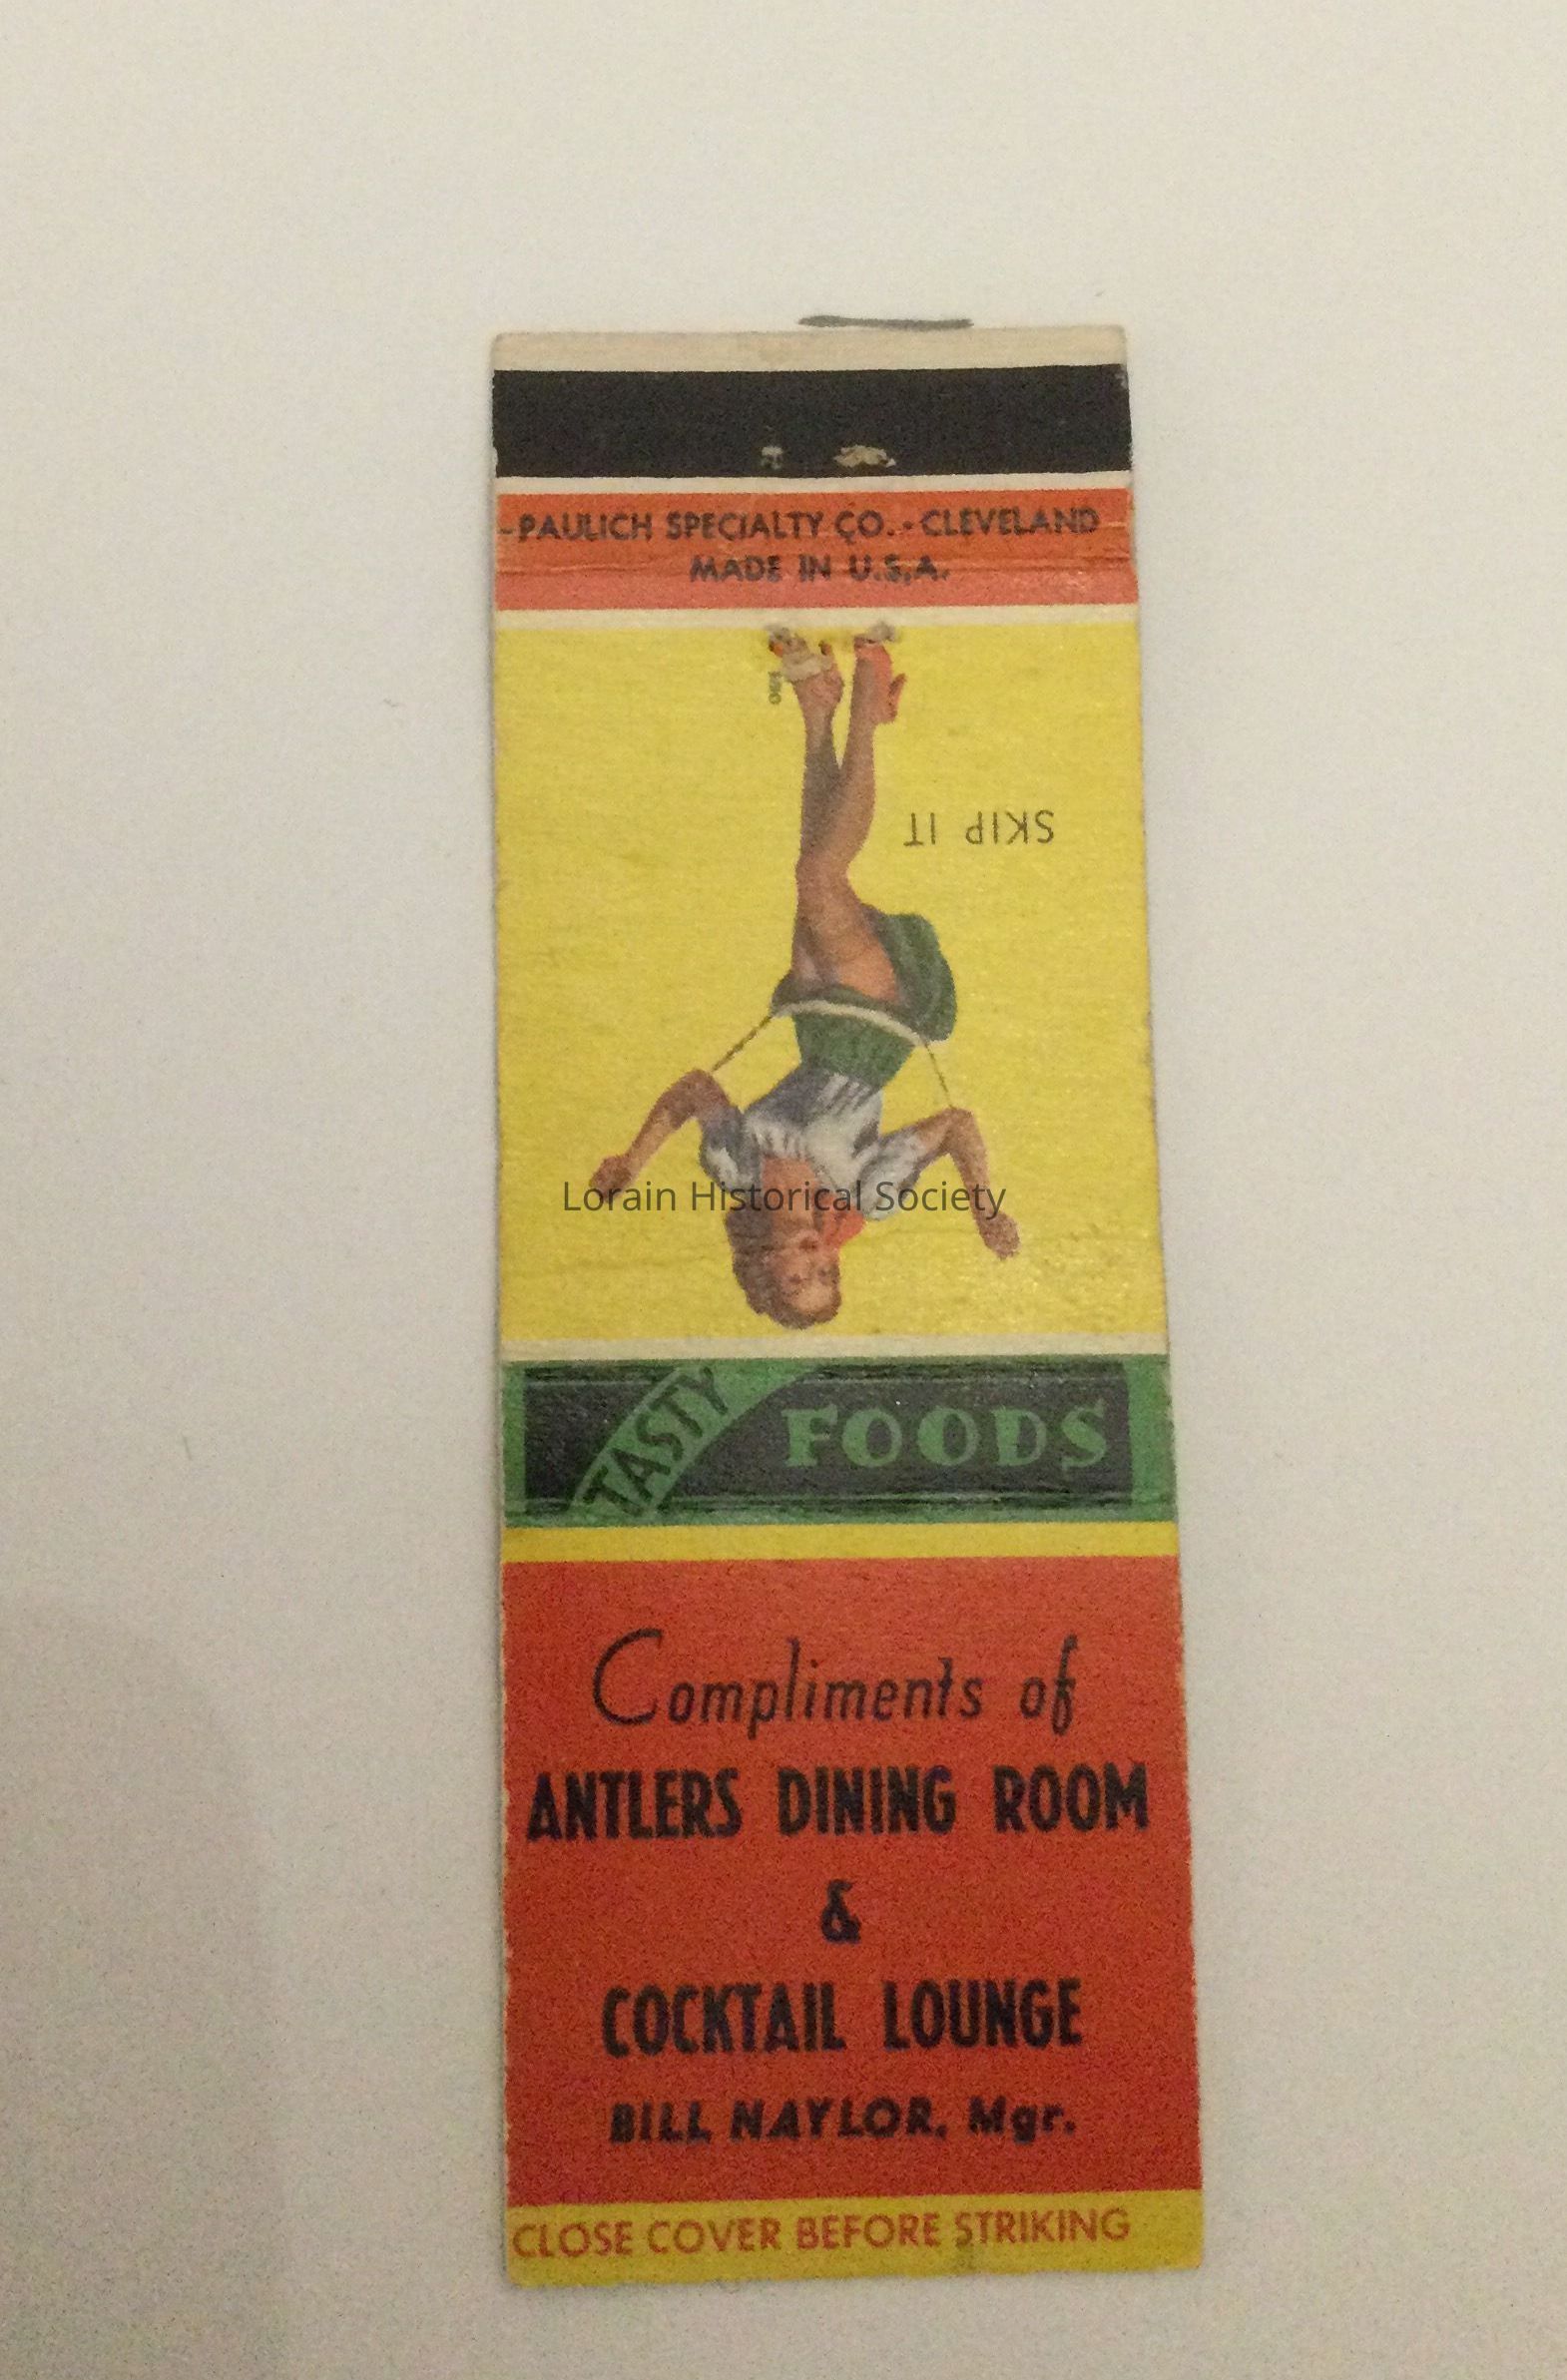 -PAULICH SPECIALTY CO. - CLEVELAND
MADE IN U.S.A.
SKIP IT
Lorain Historical Society
TASTY FOODS
Compliments of
ANTLERS DINING ROOM
&
COCKTAIL LOUNGE
BILL NAYLOR, Mgr.
CLOSE COVER BEFORE STRIKING